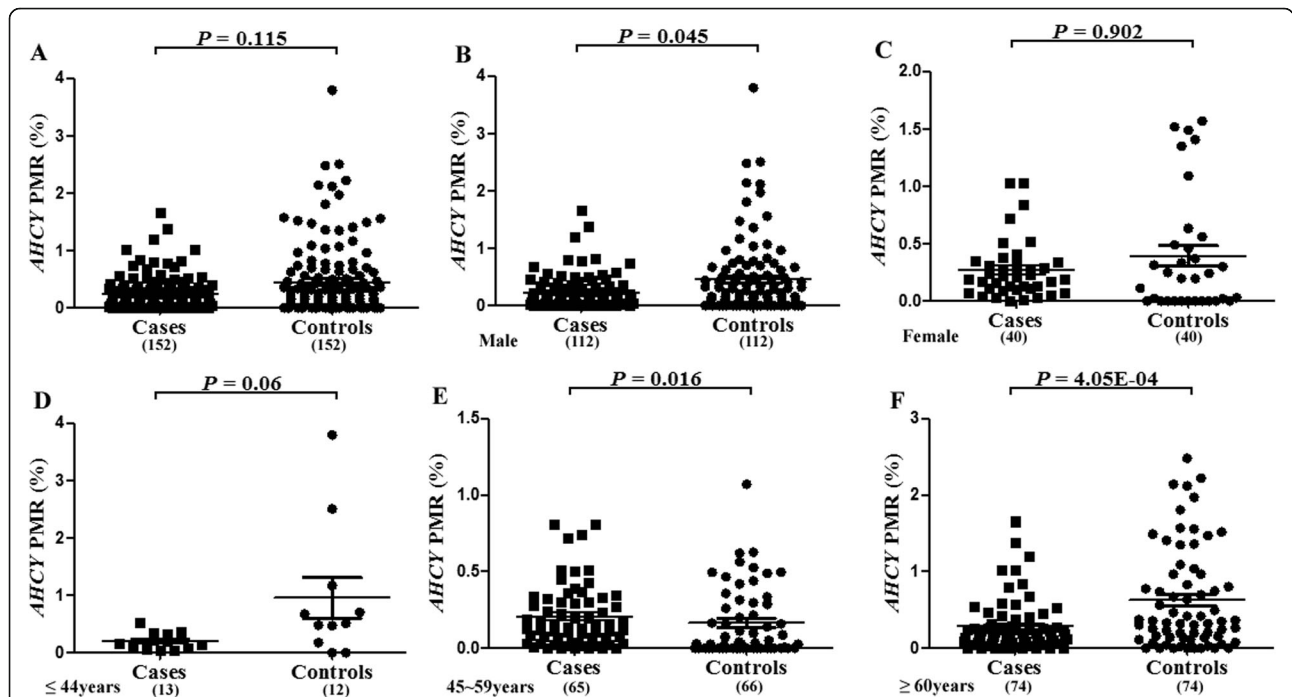 A
P = 0.115
AHCY PMR (%)
4
3
2
1
0
Cases
(152)
Controls
(152)
B
P = 0.045
AHCY PMR (%)
4
3
2
1
0
Male
Cases
(112)
Controls
(112)
C
P = 0.902
AHCY PMR (%)
2.0
1.5
1.0
0.5
0.0
Female
Cases
(40)
Controls
(40)
D
P = 0.06
AHCY PMR (%)
4
3
2
1
0
≤ 44years
Cases
(13)
Controls
(12)
E
P = 0.016
AHCY PMR (%)
1.5
1.0
0.5
0.0
45~59years
Cases
(65)
Controls
(66)
F
P = 4.05E-04
AHCY PMR (%)
3
2
1
0
≥ 60years
Cases
(74)
Controls
(74)